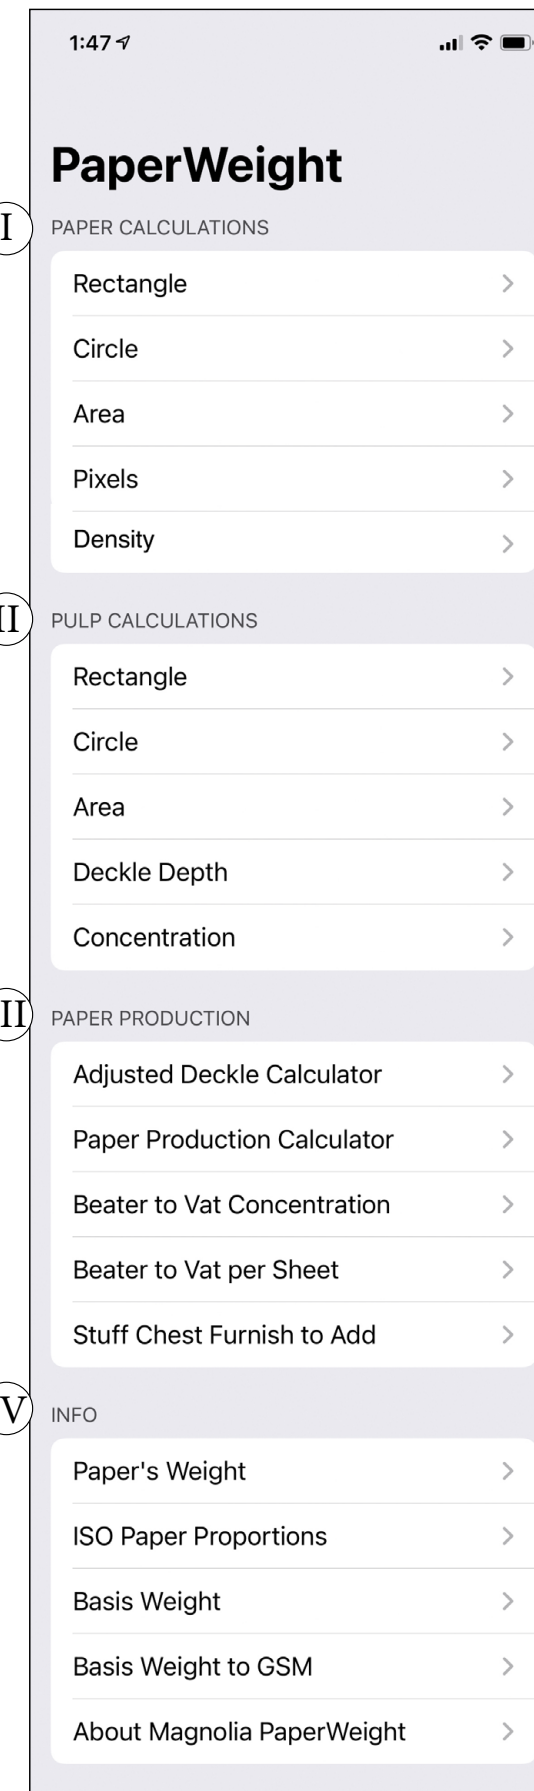 1:47
PaperWeight
I PAPER CALCULATIONS
Rectangle
Circle
Area
Pixels
Density
II PULP CALCULATIONS
Rectangle
Circle
Area
Deckle Depth
Concentration
II PAPER PRODUCTION
Adjusted Deckle Calculator
Paper Production Calculator
Beater to Vat Concentration
Beater to Vat per Sheet
Stuff Chest Furnish to Add
V INFO
Paper's Weight
ISO Paper Proportions
Basis Weight
Basis Weight to GSM
About Magnolia PaperWeight